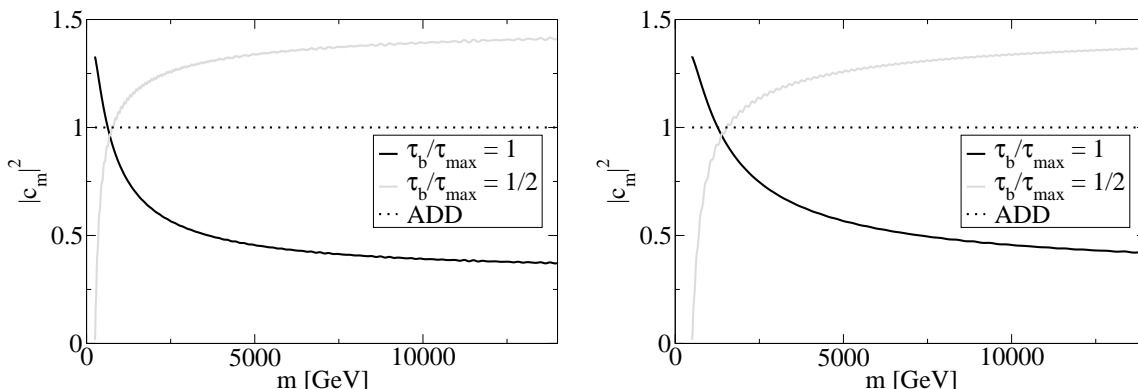 1.5
1
0.5
0
|c_m|^2
τ_b/τ_max = 1
τ_b/τ_max = 1/2
ADD
0 5000 10000
m [GeV]
1.5
1
0.5
0
|c_m|^2
τ_b/τ_max = 1
τ_b/τ_max = 1/2
ADD
0 5000 10000
m [GeV]